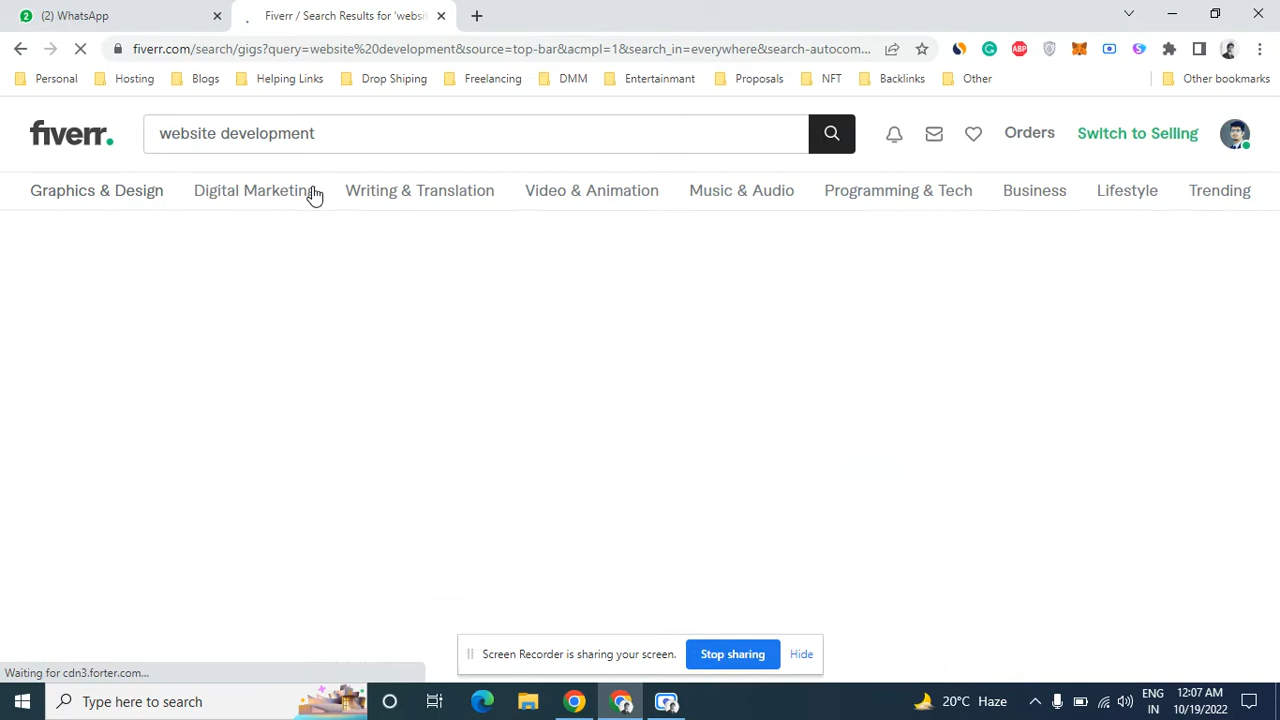 (2) WhatsApp
Fiverr / Search Results for 'websi
fiverr.com/search/gigs?query=website%20development&source=top-bar&acmpl=1&search_in=everywhere&search-autocom...
ABP
Personal
Hosting
Blogs
Helping Links
Drop Shiping
Freelancing
DMM
Entertainmant
Proposals
NFT
Backlinks
Other
Other bookmarks
fiverr.
website development
Orders
Switch to Selling
Graphics & Design
Digital Marketing
Writing & Translation
Video & Animation
Music & Audio
Programming & Tech
Business
Lifestyle
Trending
Screen Recorder is sharing your screen.
Stop sharing
Hide
Waiting for cdn3.forter.com...
Type here to search
20°C Haze
ENG
IN
12:07 AM
10/19/2022